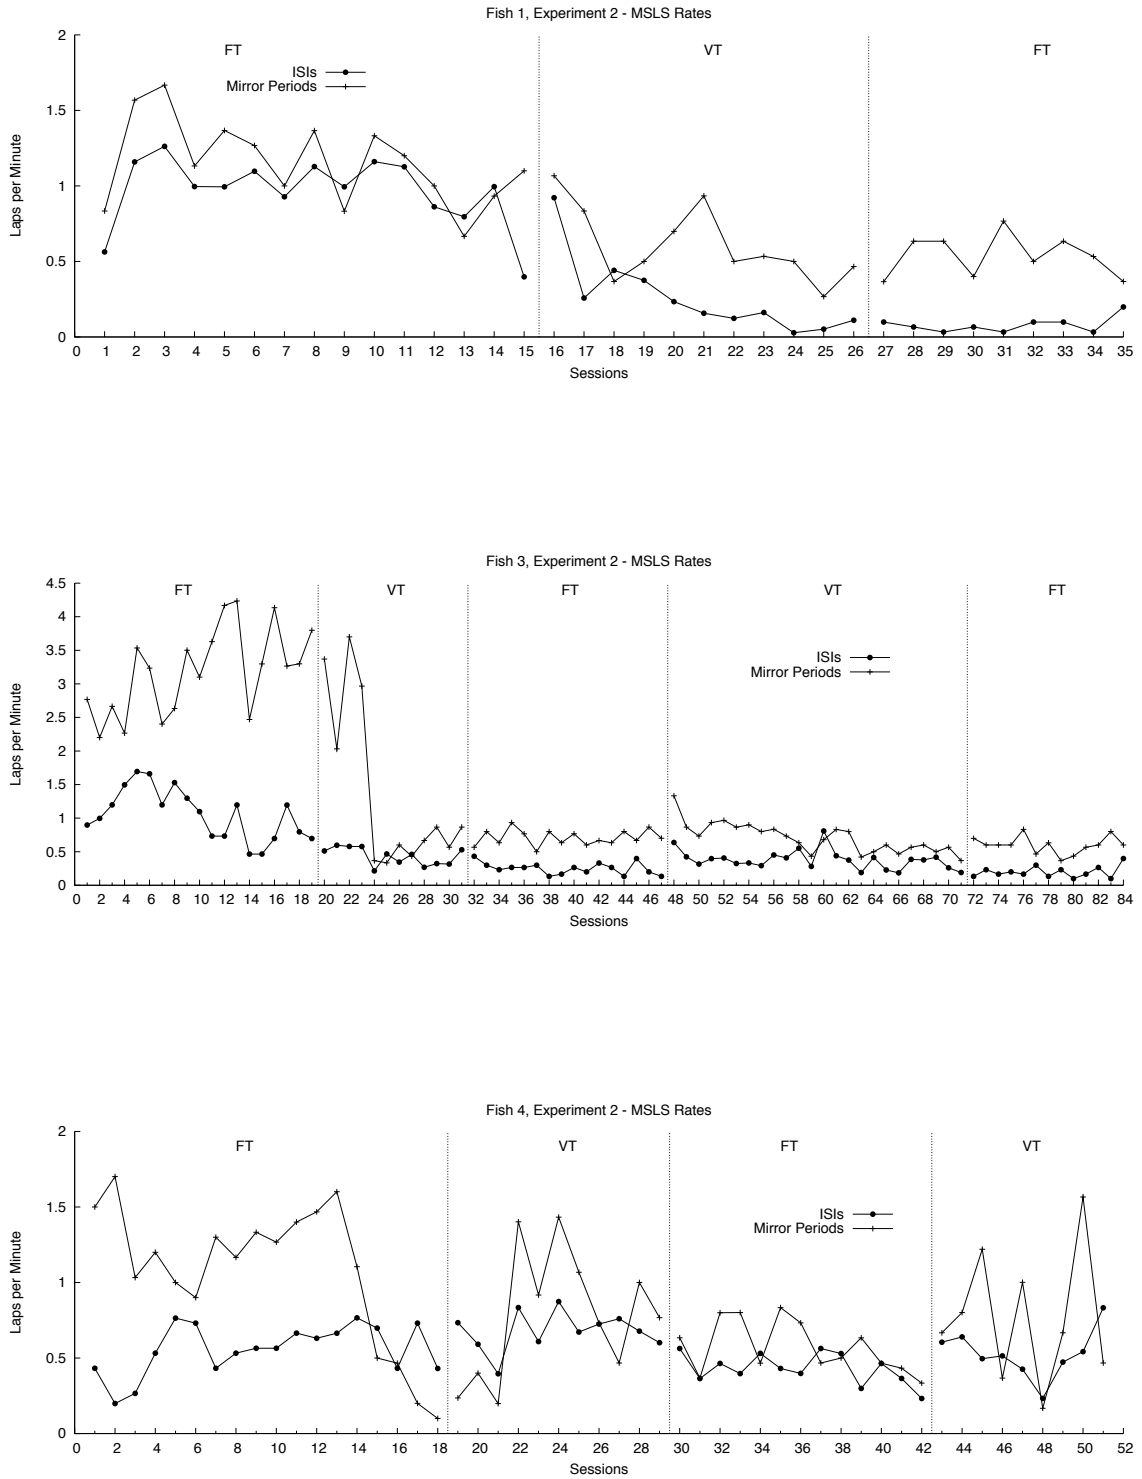 Fish 1, Experiment 2 - MSLS Rates
2
FT VT FT
ISIs
Mirror Periods
1.5
Laps per Minute
1
0.5
0
0 1 2 3 4 5 6 7 8 9 10 11 12 13 14 15 16 17 18 19 20 21 22 23 24 25 26 27 28 29 30 31 32 33 34 35
Sessions
Fish 3, Experiment 2 - MSLS Rates
4.5
FT VT FT VT FT
4
3.5
ISIs
Mirror Periods
3
Laps per Minute
2.5
2
1.5
1
0.5
0
0 2 4 6 8 10 12 14 16 18 20 22 24 26 28 30 32 34 36 38 40 42 44 46 48 50 52 54 56 58 60 62 64 66 68 70 72 74 76 78 80 82 84
Sessions
Fish 4, Experiment 2 - MSLS Rates
2
FT VT FT VT
1.5
ISIs
Mirror Periods
Laps per Minute
1
0.5
0
0 2 4 6 8 10 12 14 16 18 20 22 24 26 28 30 32 34 36 38 40 42 44 46 48 50 52
Sessions